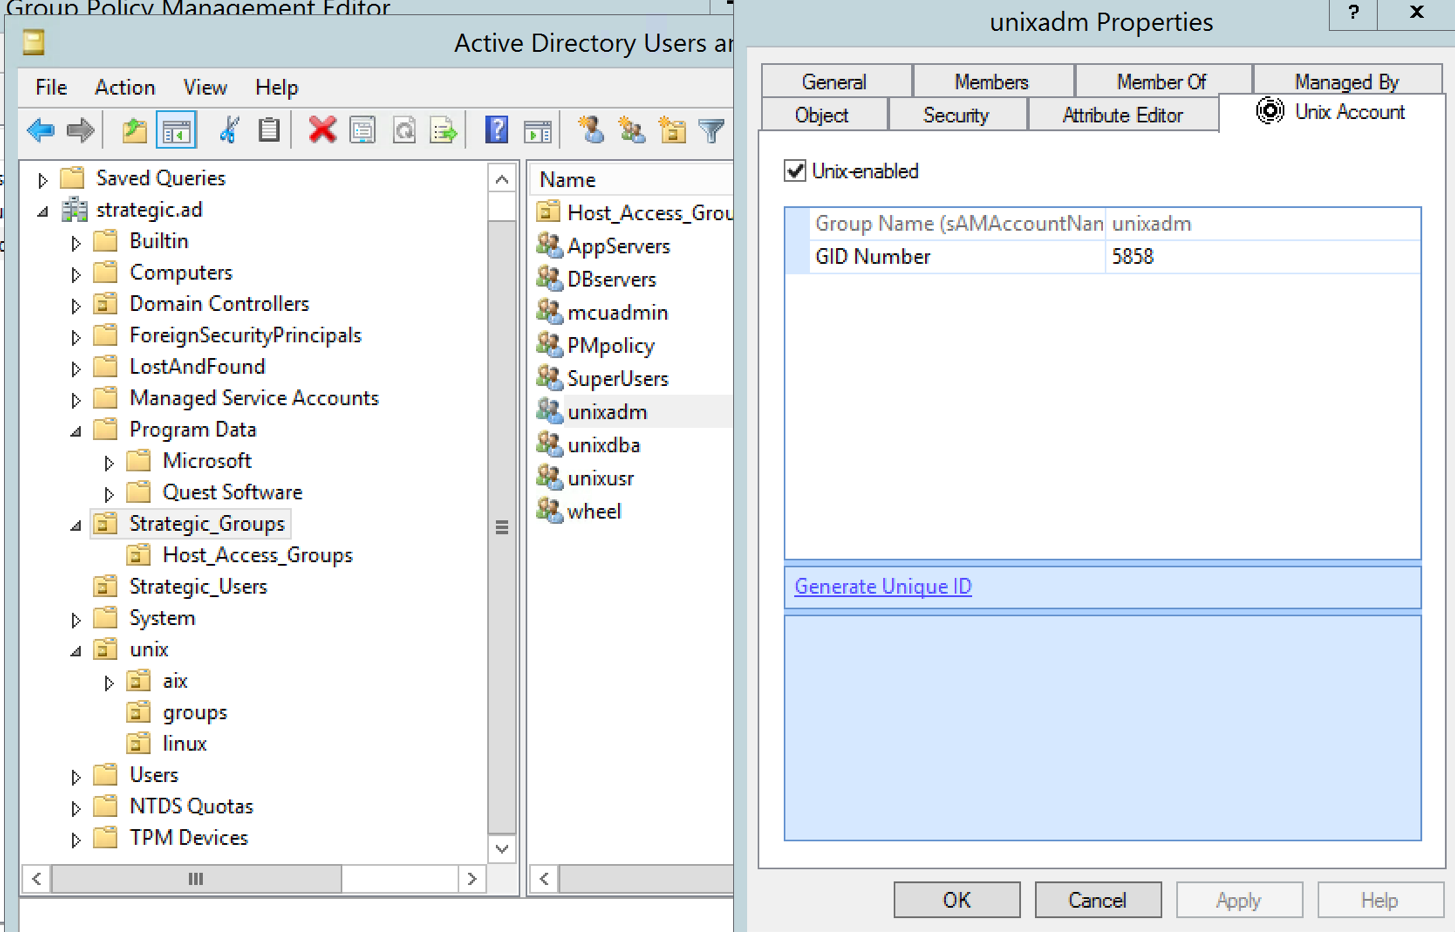 Group Policy Management Editor
Active Directory Users an
File Action View Help
Saved Queries
strategic.ad
Builtin
Computers
Domain Controllers
ForeignSecurityPrincipals
LostAndFound
Managed Service Accounts
Program Data
Microsoft
Quest Software
Strategic_Groups
Host_Access_Groups
Strategic_Users
System
unix
aix
groups
linux
Users
NTDS Quotas
TPM Devices
Name
Host_Access_Grou
AppServers
DBservers
mcuadmin
PMpolicy
SuperUsers
unixadm
unixdba
unixusr
wheel
unixadm Properties
? x
General Members Member Of Managed By
Object Security Attribute Editor Unix Account
Unix-enabled
Group Name (sAMAccountNan unixadm
GID Number 5858
Generate Unique ID
OK Cancel Apply Help